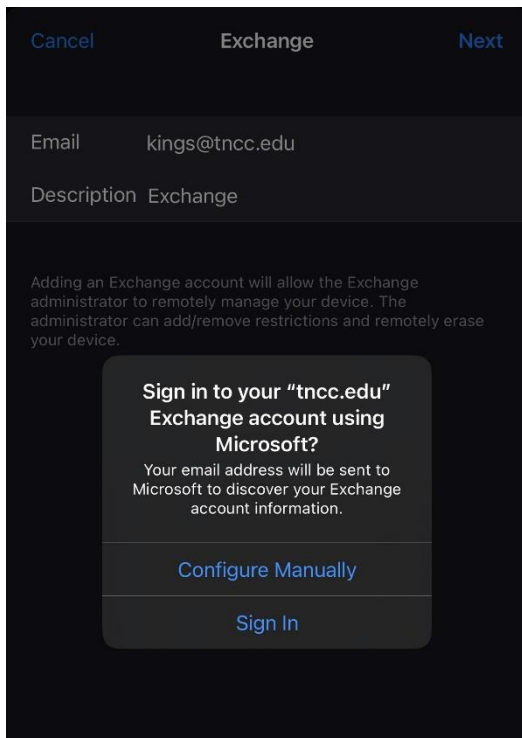 Cancel Exchange Next
Email kings@tncc.edu
Description Exchange
Adding an Exchange account will allow the Exchange
administrator to remotely manage your device. The
administrator can add/remove restrictions and remotely erase
your device.
Sign in to your “tncc.edu”
Exchange account using
Microsoft?
Your email address will be sent to
Microsoft to discover your Exchange
account information.
Configure Manually
Sign In